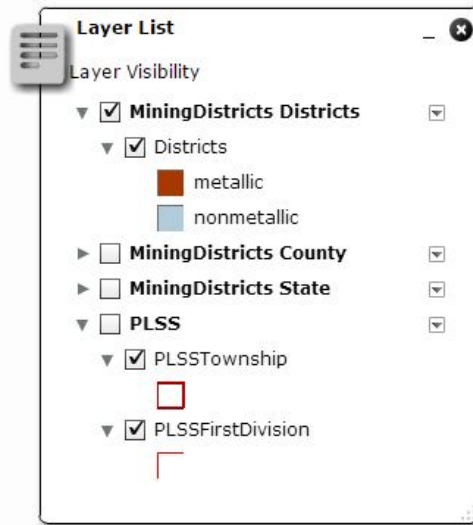 Layer List
Layer Visibility
MiningDistricts Districts
Districts
metallic
nonmetallic
MiningDistricts County
MiningDistricts State
PLSS
PLSSTownship
PLSSFirstDivision